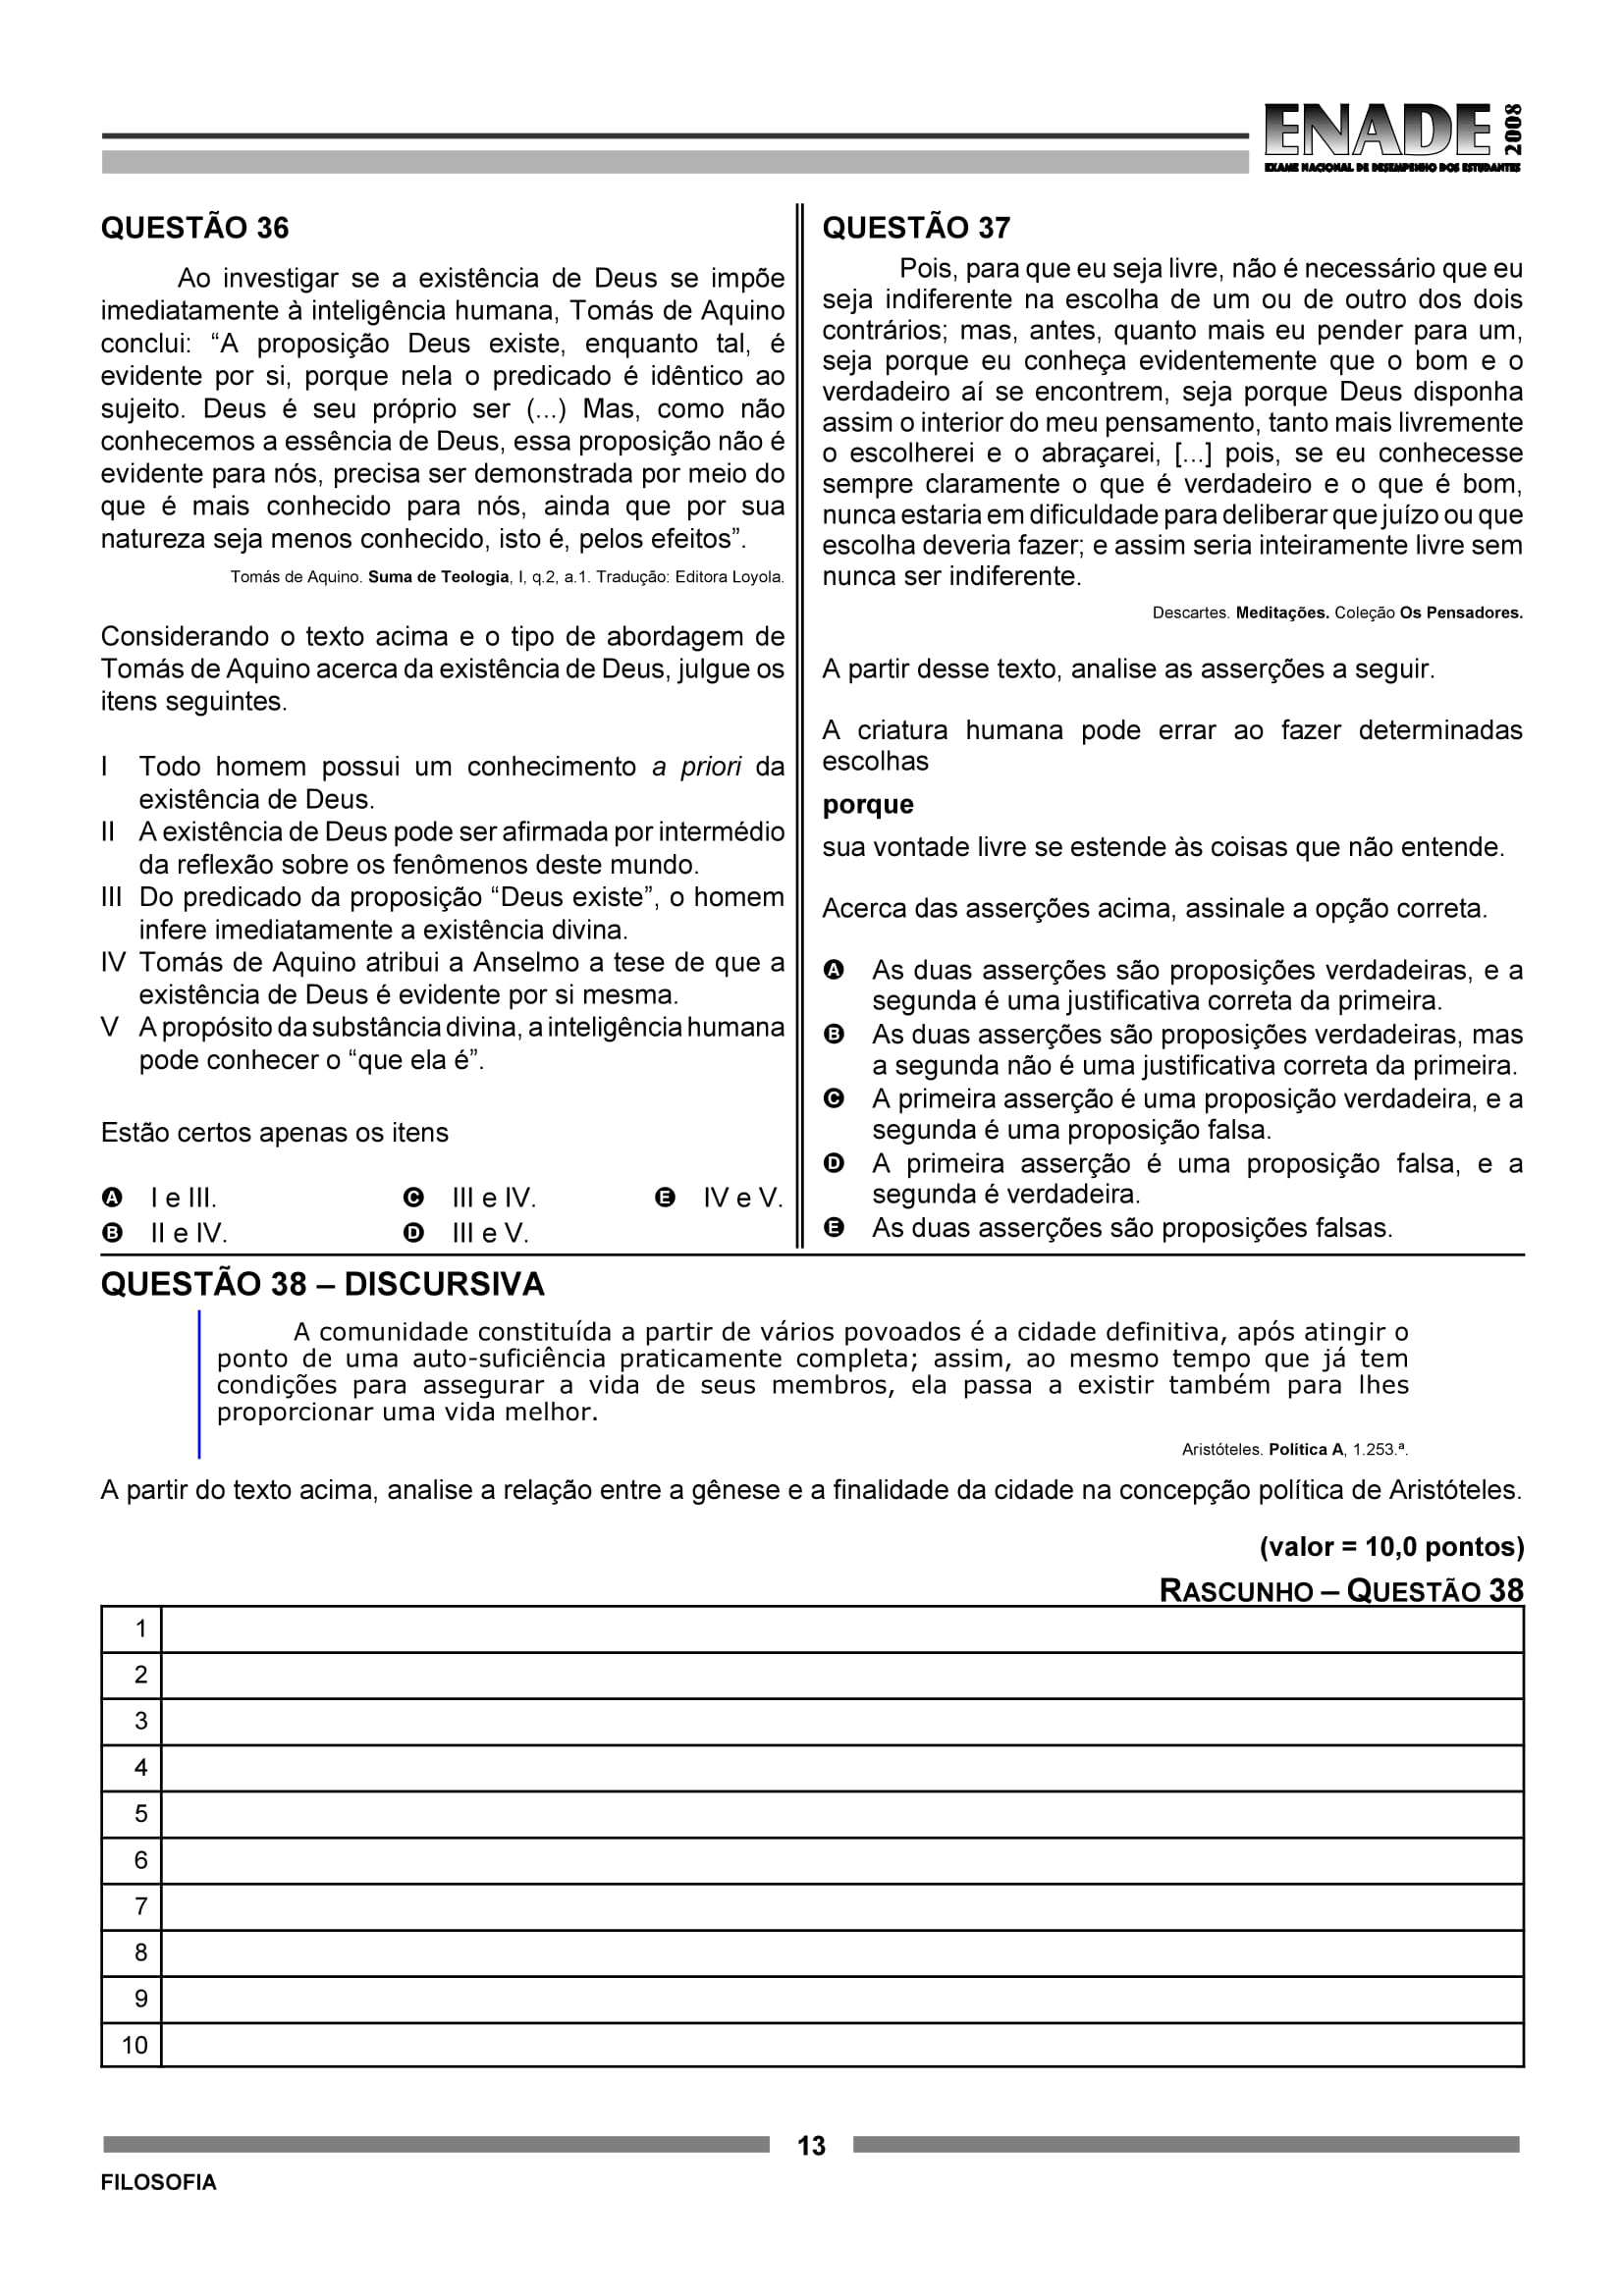 ENADE 2008
EXAME NACIONAL DE DESEMPENHO DOS ESTUDANTES
QUESTÃO 36
Ao investigar se a existência de Deus se impõe
imediatamente à inteligência humana, Tomás de Aquino
conclui: “A proposição Deus existe, enquanto tal, é
evidente por si, porque nela o predicado é idêntico ao
sujeito. Deus é seu próprio ser (...) Mas, como não
conhecemos a essência de Deus, essa proposição não é
evidente para nós, precisa ser demonstrada por meio do
que é mais conhecido para nós, ainda que por sua
natureza seja menos conhecido, isto é, pelos efeitos”.
Tomás de Aquino. Suma de Teologia, I, q.2, a.1. Tradução: Editora Loyola.
Considerando o texto acima e o tipo de abordagem de
Tomás de Aquino acerca da existência de Deus, julgue os
itens seguintes.
I Todo homem possui um conhecimento a priori da
existência de Deus.
II A existência de Deus pode ser afirmada por intermédio
da reflexão sobre os fenômenos deste mundo.
III Do predicado da proposição “Deus existe”, o homem
infere imediatamente a existência divina.
IV Tomás de Aquino atribui a Anselmo a tese de que a
existência de Deus é evidente por si mesma.
V A propósito da substância divina, a inteligência humana
pode conhecer o “que ela é”.
Estão certos apenas os itens
A I e III. C III e IV. E IV e V.
B II e IV. D III e V.
QUESTÃO 37
Pois, para que eu seja livre, não é necessário que eu
seja indiferente na escolha de um ou de outro dos dois
contrários; mas, antes, quanto mais eu pender para um,
seja porque eu conheça evidentemente que o bom e o
verdadeiro aí se encontrem, seja porque Deus disponha
assim o interior do meu pensamento, tanto mais livremente
o escolherei e o abraçarei, [...] pois, se eu conhecesse
sempre claramente o que é verdadeiro e o que é bom,
nunca estaria em dificuldade para deliberar que juízo ou que
escolha deveria fazer; e assim seria inteiramente livre sem
nunca ser indiferente.
Descartes. Meditações. Coleção Os Pensadores.
A partir desse texto, analise as asserções a seguir.
A criatura humana pode errar ao fazer determinadas
escolhas
porque
sua vontade livre se estende às coisas que não entende.
Acerca das asserções acima, assinale a opção correta.
A As duas asserções são proposições verdadeiras, e a
segunda é uma justificativa correta da primeira.
B As duas asserções são proposições verdadeiras, mas
a segunda não é uma justificativa correta da primeira.
C A primeira asserção é uma proposição verdadeira, e a
segunda é uma proposição falsa.
D A primeira asserção é uma proposição falsa, e a
segunda é verdadeira.
E As duas asserções são proposições falsas.
QUESTÃO 38 – DISCURSIVA
A comunidade constituída a partir de vários povoados é a cidade definitiva, após atingir o
ponto de uma auto-suficiência praticamente completa; assim, ao mesmo tempo que já tem
condições para assegurar a vida de seus membros, ela passa a existir também para lhes
proporcionar uma vida melhor.
Aristóteles. Política A, 1.253.ª.
A partir do texto acima, analise a relação entre a gênese e a finalidade da cidade na concepção política de Aristóteles.
(valor = 10,0 pontos)
RASCUNHO – QUESTÃO 38
1
2
3
4
5
6
7
8
9
10
13
FILOSOFIA